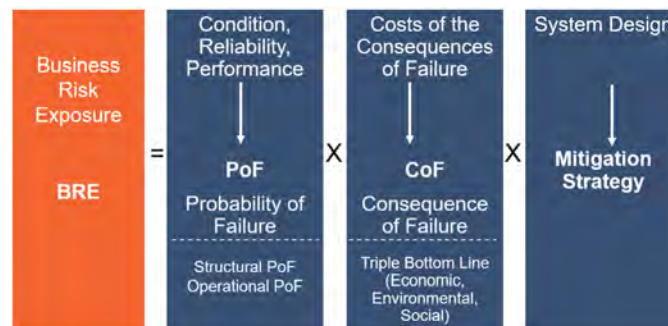 Business
Risk
Exposure
BRE
=
Condition,
Reliability,
Performance
PoF
Probability of
Failure
Structural PoF
Operational PoF
X
Costs of the
Consequences
of Failure
CoF
Consequence
of Failure
Triple Bottom Line
(Economic,
Environmental,
Social)
X
System Design
Mitigation
Strategy